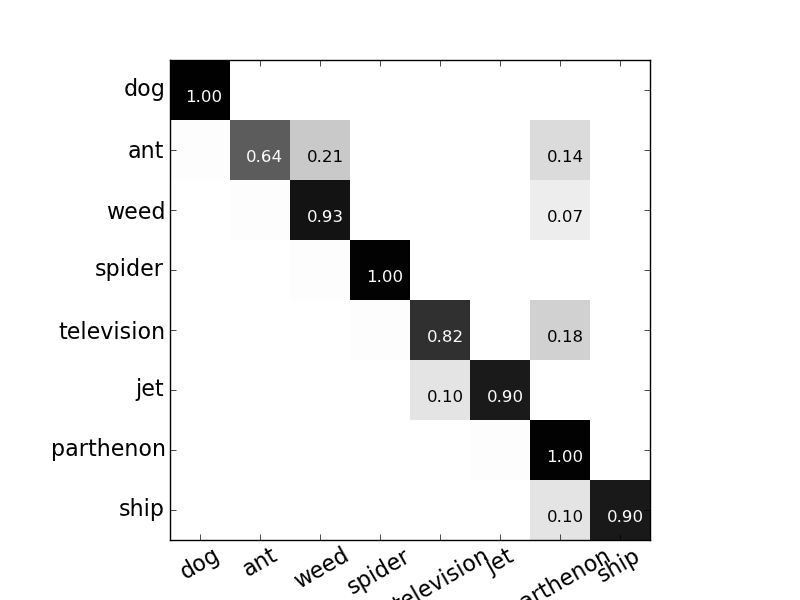 dog
1.00
ant
0.64 0.21 0.14
weed
0.93 0.07
spider
1.00
television
0.82 0.18
jet
0.10 0.90
parthenon
1.00
ship
0.10 0.90
dog ant weed spider television jet arthenon ship